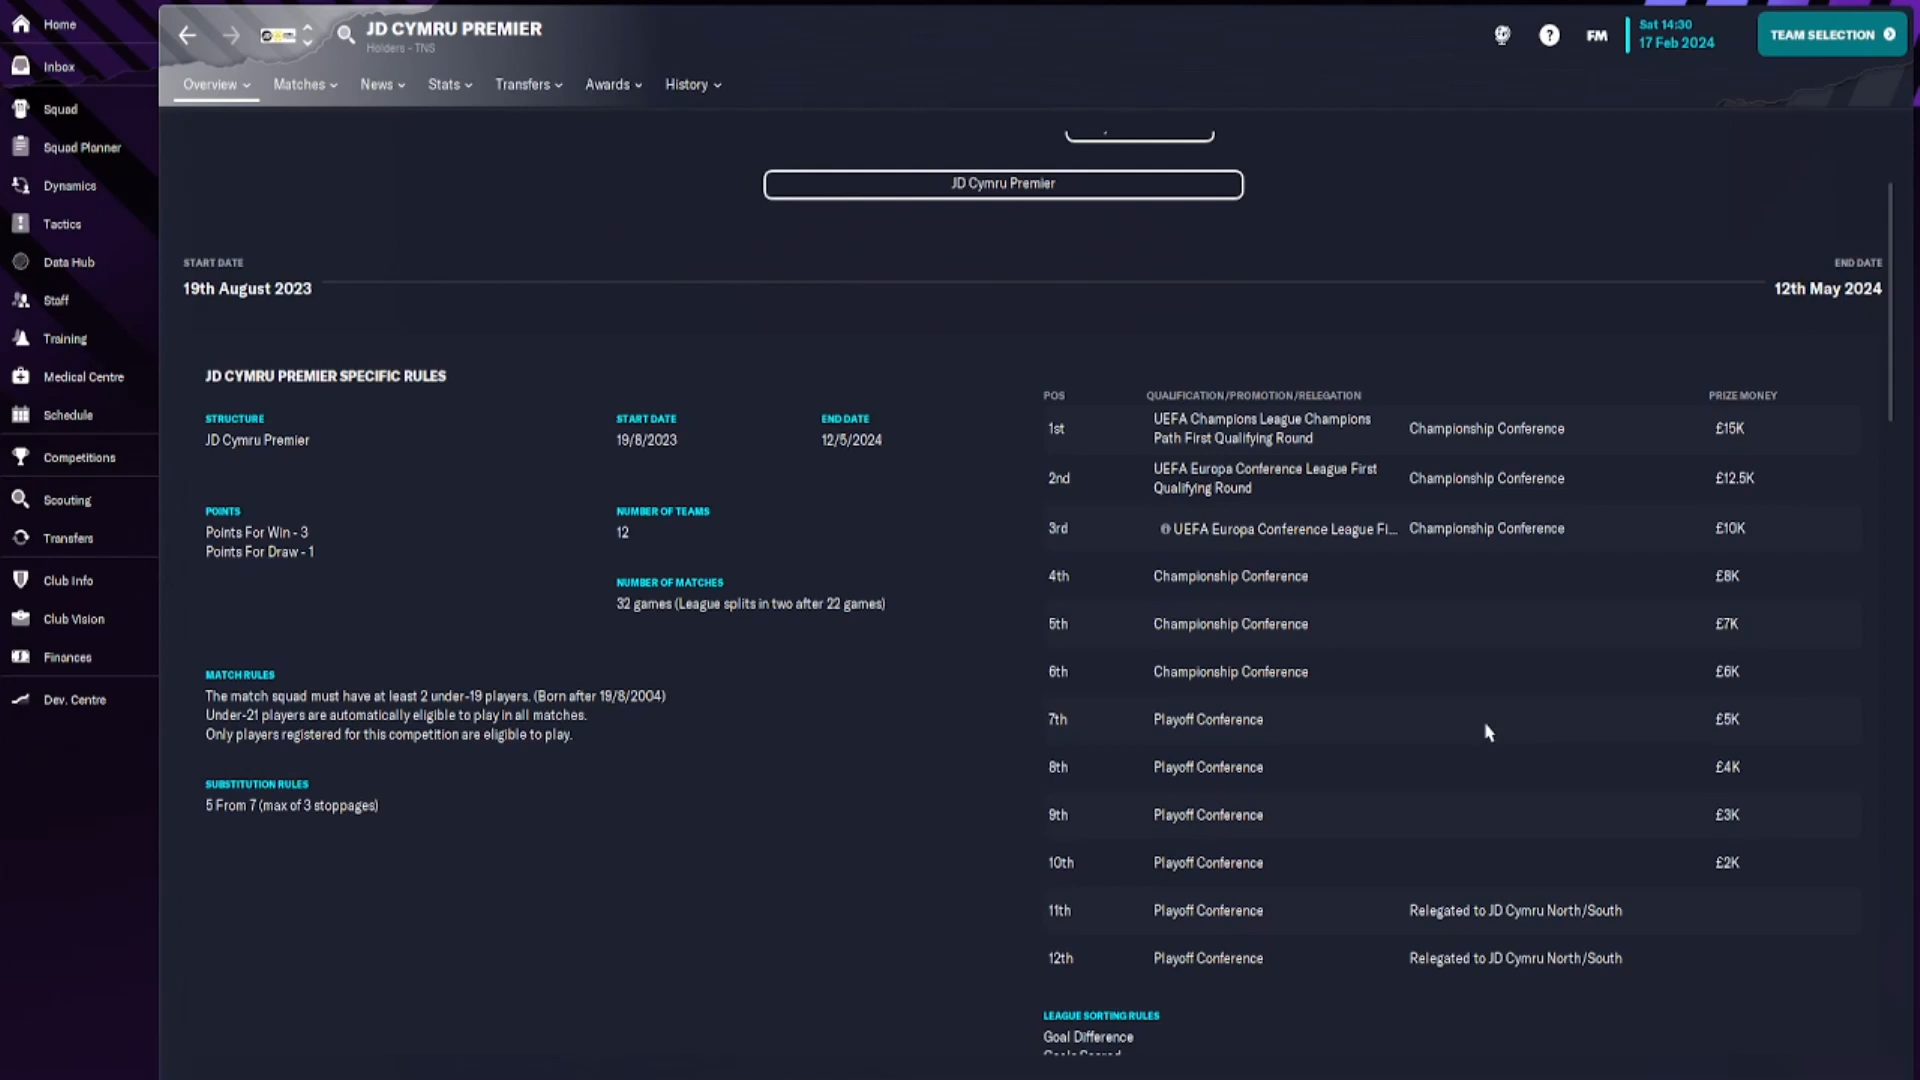 Home
Inbox
Squad
Squad Planner
Dynamics
Tactics
Data Hub
Staff
Training
Medical Centre
Schedule
Competitions
Scouting
Transfers
Club Info
Club Vision
Finances
Dev. Centre
JD CYMRU PREMIER
Holders - TNS
FM
Sat 14:30
17 Feb 2024
TEAM SELECTION
Overview Matches News Stats Transfers Awards History
JD Cymru Premier
START DATE END DATE
19th August 2023 12th May 2024
JD CYMRU PREMIER SPECIFIC RULES
STRUCTURE START DATE END DATE
JD Cymru Premier 19/8/2023 12/5/2024
POINTS NUMBER OF TEAMS
Points For Win - 3 12
Points For Draw - 1
NUMBER OF MATCHES
32 games (League splits in two after 22 games)
MATCH RULES
The match squad must have at least 2 under-19 players. (Born after 19/8/2004)
Under-21 players are automatically eligible to play in all matches.
Only players registered for this competition are eligible to play.
SUBSTITUTION RULES
5 From 7 (max of 3 stoppages)
POS QUALIFICATION/PROMOTION/RELEGATION PRIZE MONEY
1st UEFA Champions League Champions Path First Qualifying Round Championship Conference £15K
2nd UEFA Europa Conference League First Qualifying Round Championship Conference £12.5K
3rd UEFA Europa Conference League Fi... Championship Conference £10K
4th Championship Conference £8K
5th Championship Conference £7K
6th Championship Conference £6K
7th Playoff Conference £5K
8th Playoff Conference £4K
9th Playoff Conference £3K
10th Playoff Conference £2K
11th Playoff Conference Relegated to JD Cymru North/South
12th Playoff Conference Relegated to JD Cymru North/South
LEAGUE SORTING RULES
Goal Difference